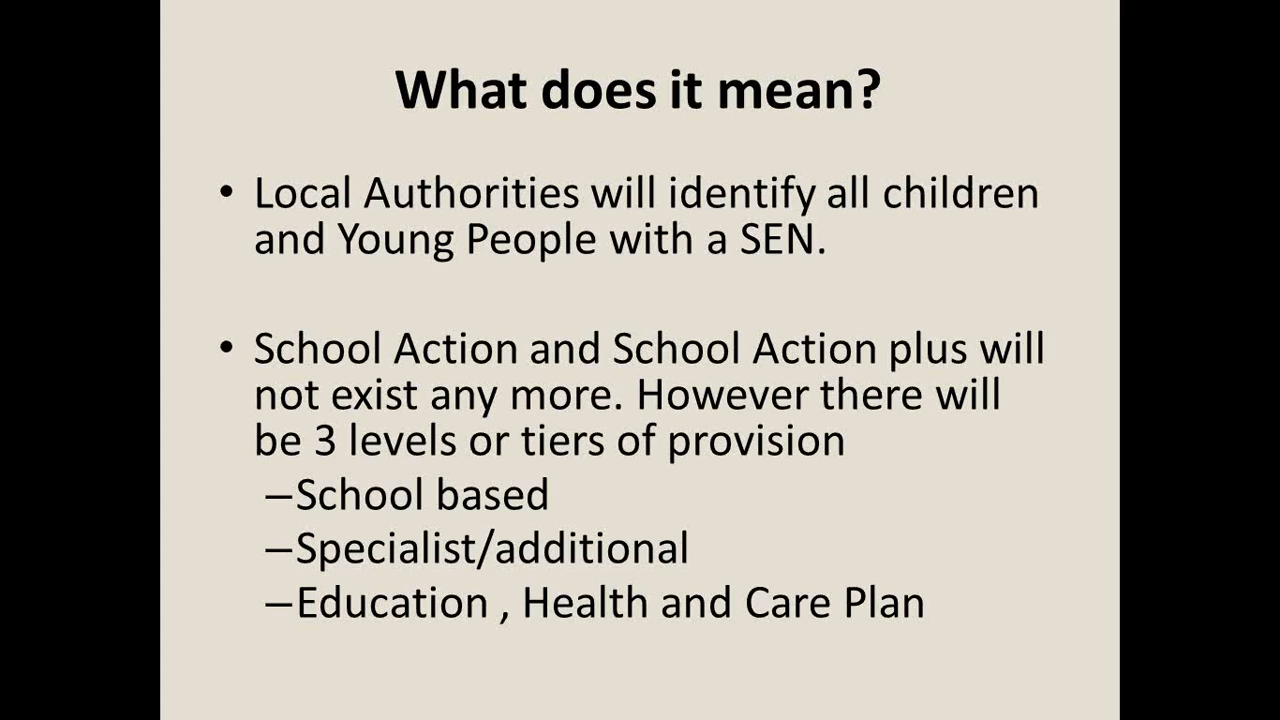 What does it mean?
• Local Authorities will identify all children
and Young People with a SEN.
• School Action and School Action plus will
not exist any more. However there will
be 3 levels or tiers of provision
–School based
–Specialist/additional
–Education , Health and Care Plan